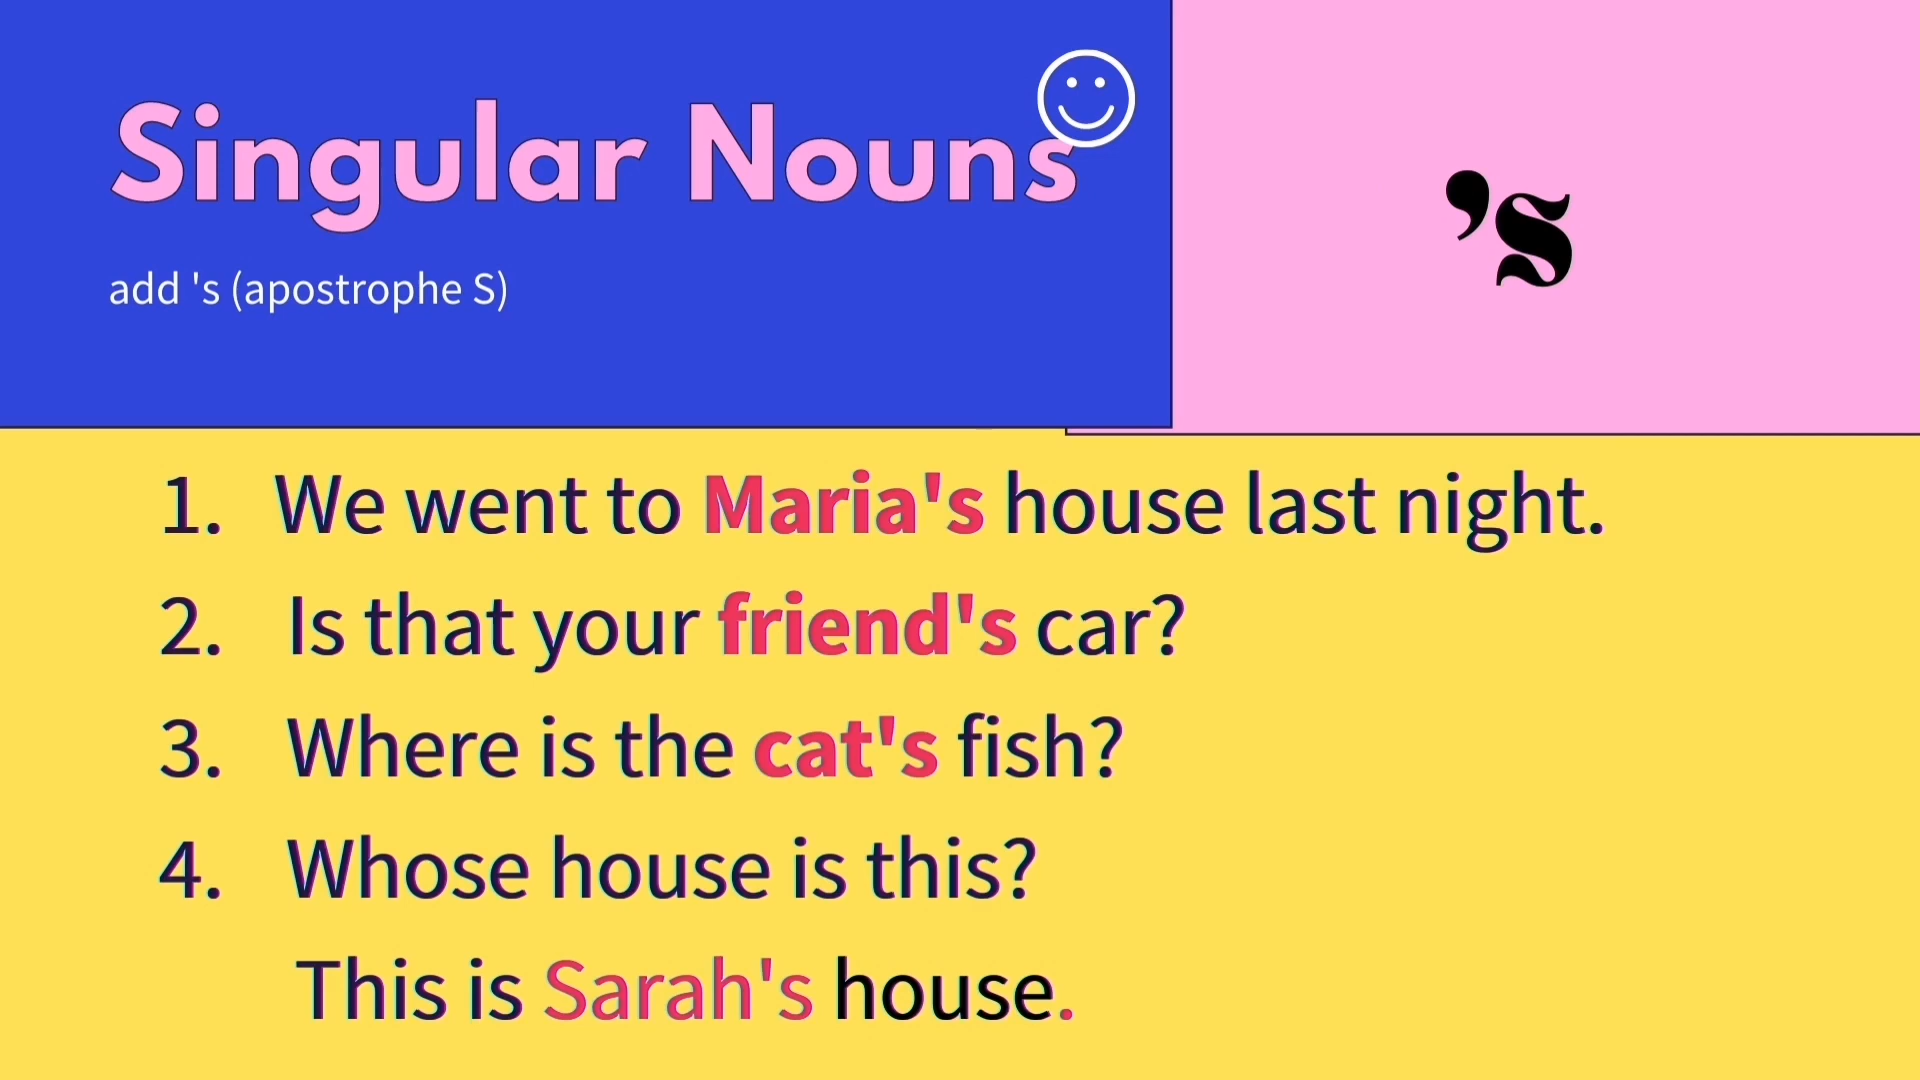 Singular Nouns
add 's (apostrophe S)
’s
1. We went to Maria's house last night.
2. Is that your friend's car?
3. Where is the cat's fish?
4. Whose house is this?
This is Sarah's house.